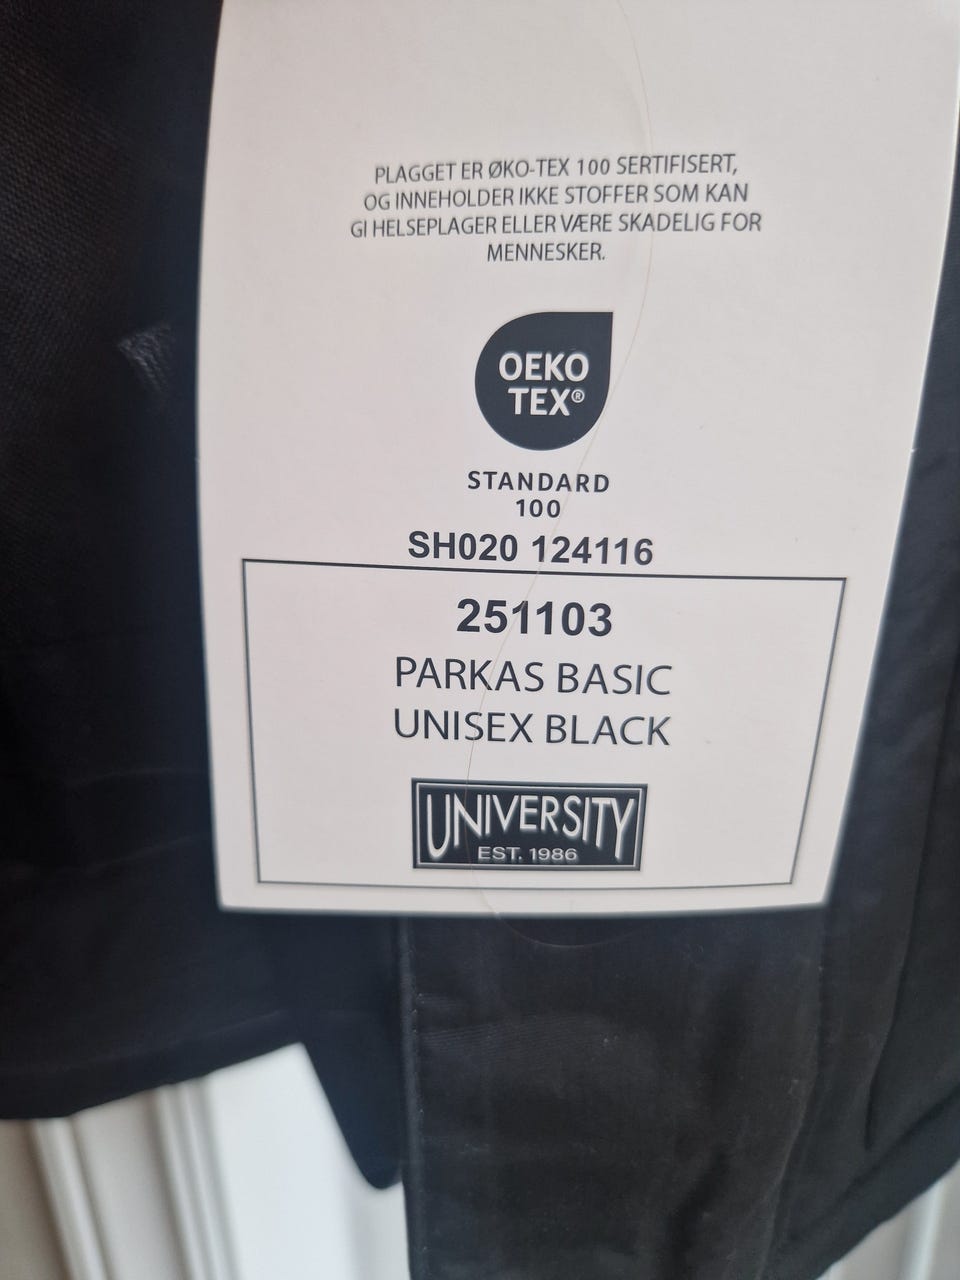 PLAGGET ER ØKO-TEX 100 SERTIFISERT,
OG INNEHOLDER IKKE STOFFER SOM KAN
GI HELSEPLAGER ELLER VÆRE SKADELIG FOR
MENNESKER.
OEKO
TEX®
STANDARD
100
SH020 124116
251103
PARKAS BASIC
UNISEX BLACK
UNIVERSITY
EST. 1986